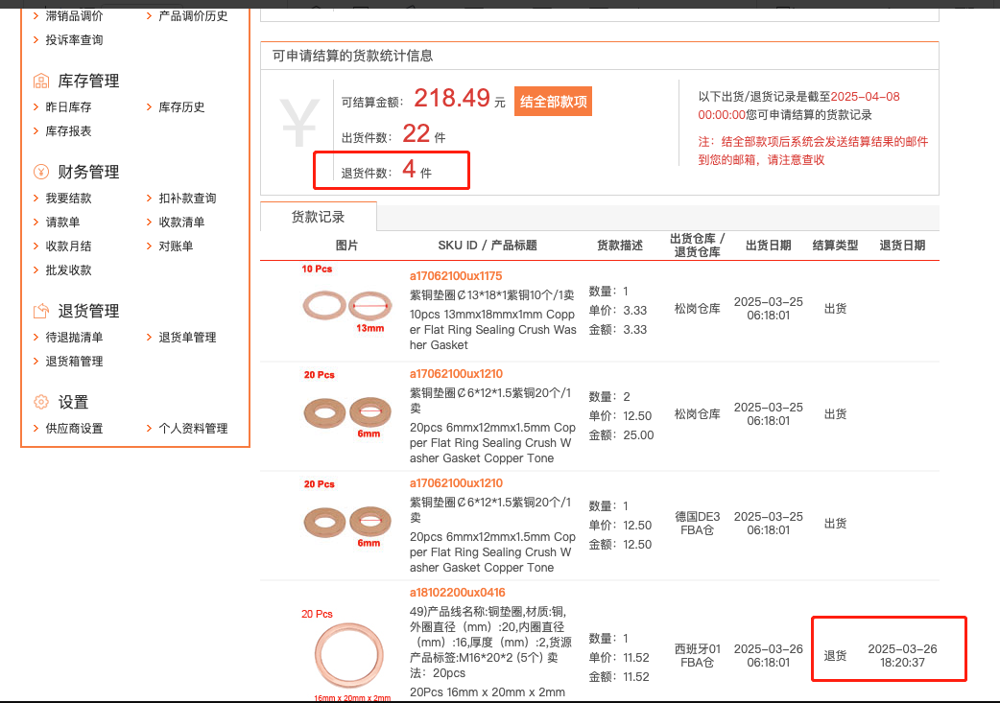 滞销品调价
产品调价历史
投诉率查询
库存管理
昨日库存
库存历史
库存报表
财务管理
我要结款
扣补款查询
请款单
收款清单
收款月结
对账单
批发收款
退货管理
待退抛清单
退货单管理
退货箱管理
设置
供应商设置
个人资料管理
可申请结算的货款统计信息
¥
可结算金额: 218.49 元
结全部款项
出货件数: 22 件
退货件数: 4 件
以下出货/退货记录是截至2025-04-08
00:00:00您可申请结算的货款记录
注: 结全部款项后系统会发送结算结果的邮件
到您的邮箱，请注意查收
货款记录
图片
SKU ID / 产品标题
货款描述
出货仓库 /
退货仓库
出货日期
结算类型
退货日期
10 Pcs
13mm
a17062100ux1175
紫铜垫圈₡13*18*1紫铜10个/1卖
10pcs 13mmx18mmx1mm Copp
er Flat Ring Sealing Crush Was
her Gasket
数量: 1
单价: 3.33
金额: 3.33
松岗仓库
2025-03-25
06:18:01
出货
20 Pcs
6mm
a17062100ux1210
紫铜垫圈₡6*12*1.5紫铜20个/1
卖
20pcs 6mmx12mmx1.5mm Cop
per Flat Ring Sealing Crush W
asher Gasket Copper Tone
数量: 2
单价: 12.50
金额: 25.00
松岗仓库
2025-03-25
06:18:01
出货
20 Pcs
6mm
a17062100ux1210
紫铜垫圈₡6*12*1.5紫铜20个/1
卖
20pcs 6mmx12mmx1.5mm Cop
per Flat Ring Sealing Crush W
asher Gasket Copper Tone
数量: 1
单价: 12.50
金额: 12.50
德国DE3
FBA仓
2025-03-25
06:18:01
出货
20 Pcs
16mm x 20mm x 2mm
a18102200ux0416
49)产品线名称:铜垫圈,材质:铜,
外圈直径（mm）:20,内圈直径
（mm）:16,厚度（mm）:2,货源
产品标签:M16*20*2 (5个) 卖
法：20pcs
20Pcs 16mm x 20mm x 2mm
数量: 1
单价: 11.52
金额: 11.52
西班牙01
FBA仓
2025-03-26
06:18:01
退货
2025-03-26
18:20:37